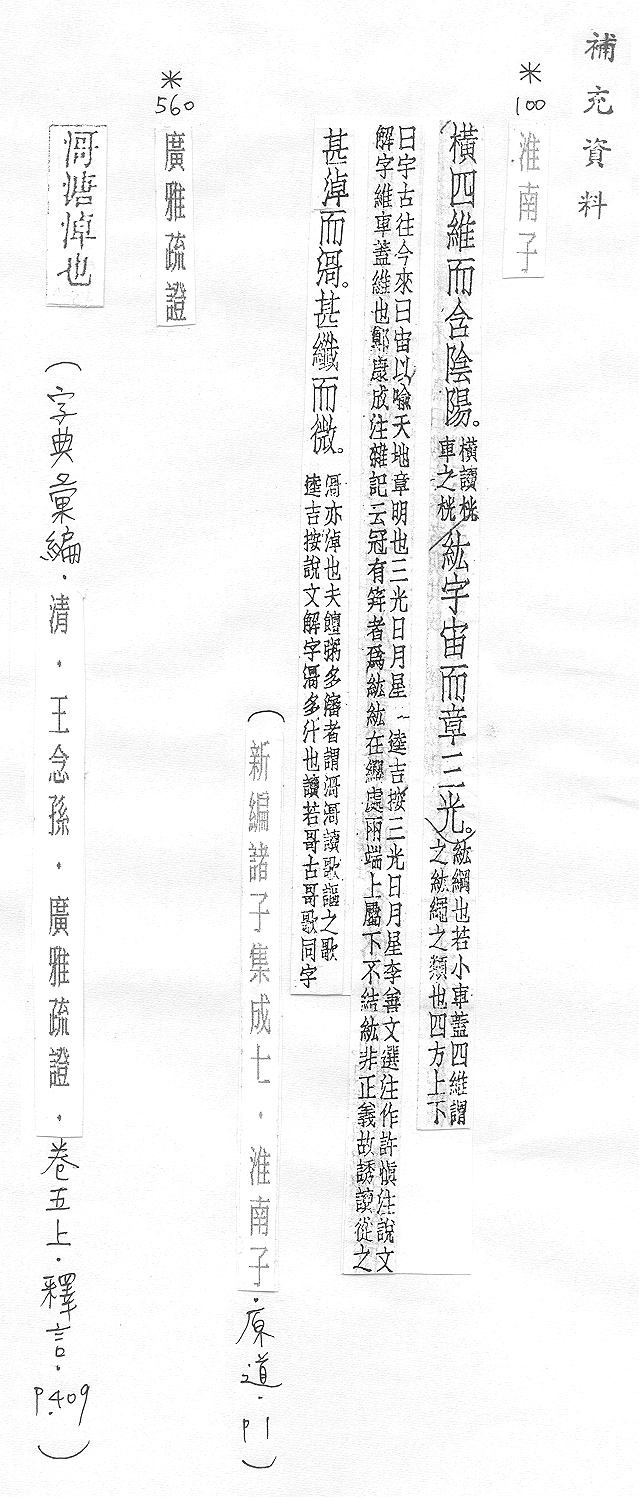 補充資料
*
100
淮南子
橫四維而含陰陽。橫讀桄車之桄紘宇宙而章三光。紘綱也若小車蓋四維謂之紘繩之類也四方上下
曰宇古往今來曰宙以喻天地章明也三光日月星 逵吉按三光日月星李善文選注作許慎注說文
解字維車蓋維也鄭康成注雜記云冠有筓者爲紘紘在纓處兩端上屬下不結紘非正義故誘讀從之
甚淖而滒。甚纖而微。滒亦淖也夫饘粥多瀋者謂滒滒讀歌謳之歌
逵吉按說文解字滒多汁也讀若哥古哥歌同字
(新編諸子集成七.淮南子.原道.P1)
*
560
廣雅疏證
滒溏淖也
(字典彙編.清.王念孫.廣雅疏證.卷五上.釋言.P.409)